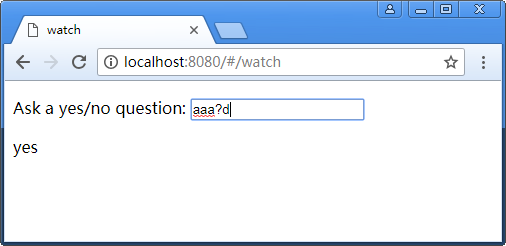 watch
localhost:8080/#/watch
Ask a yes/no question: aaa?d
yes